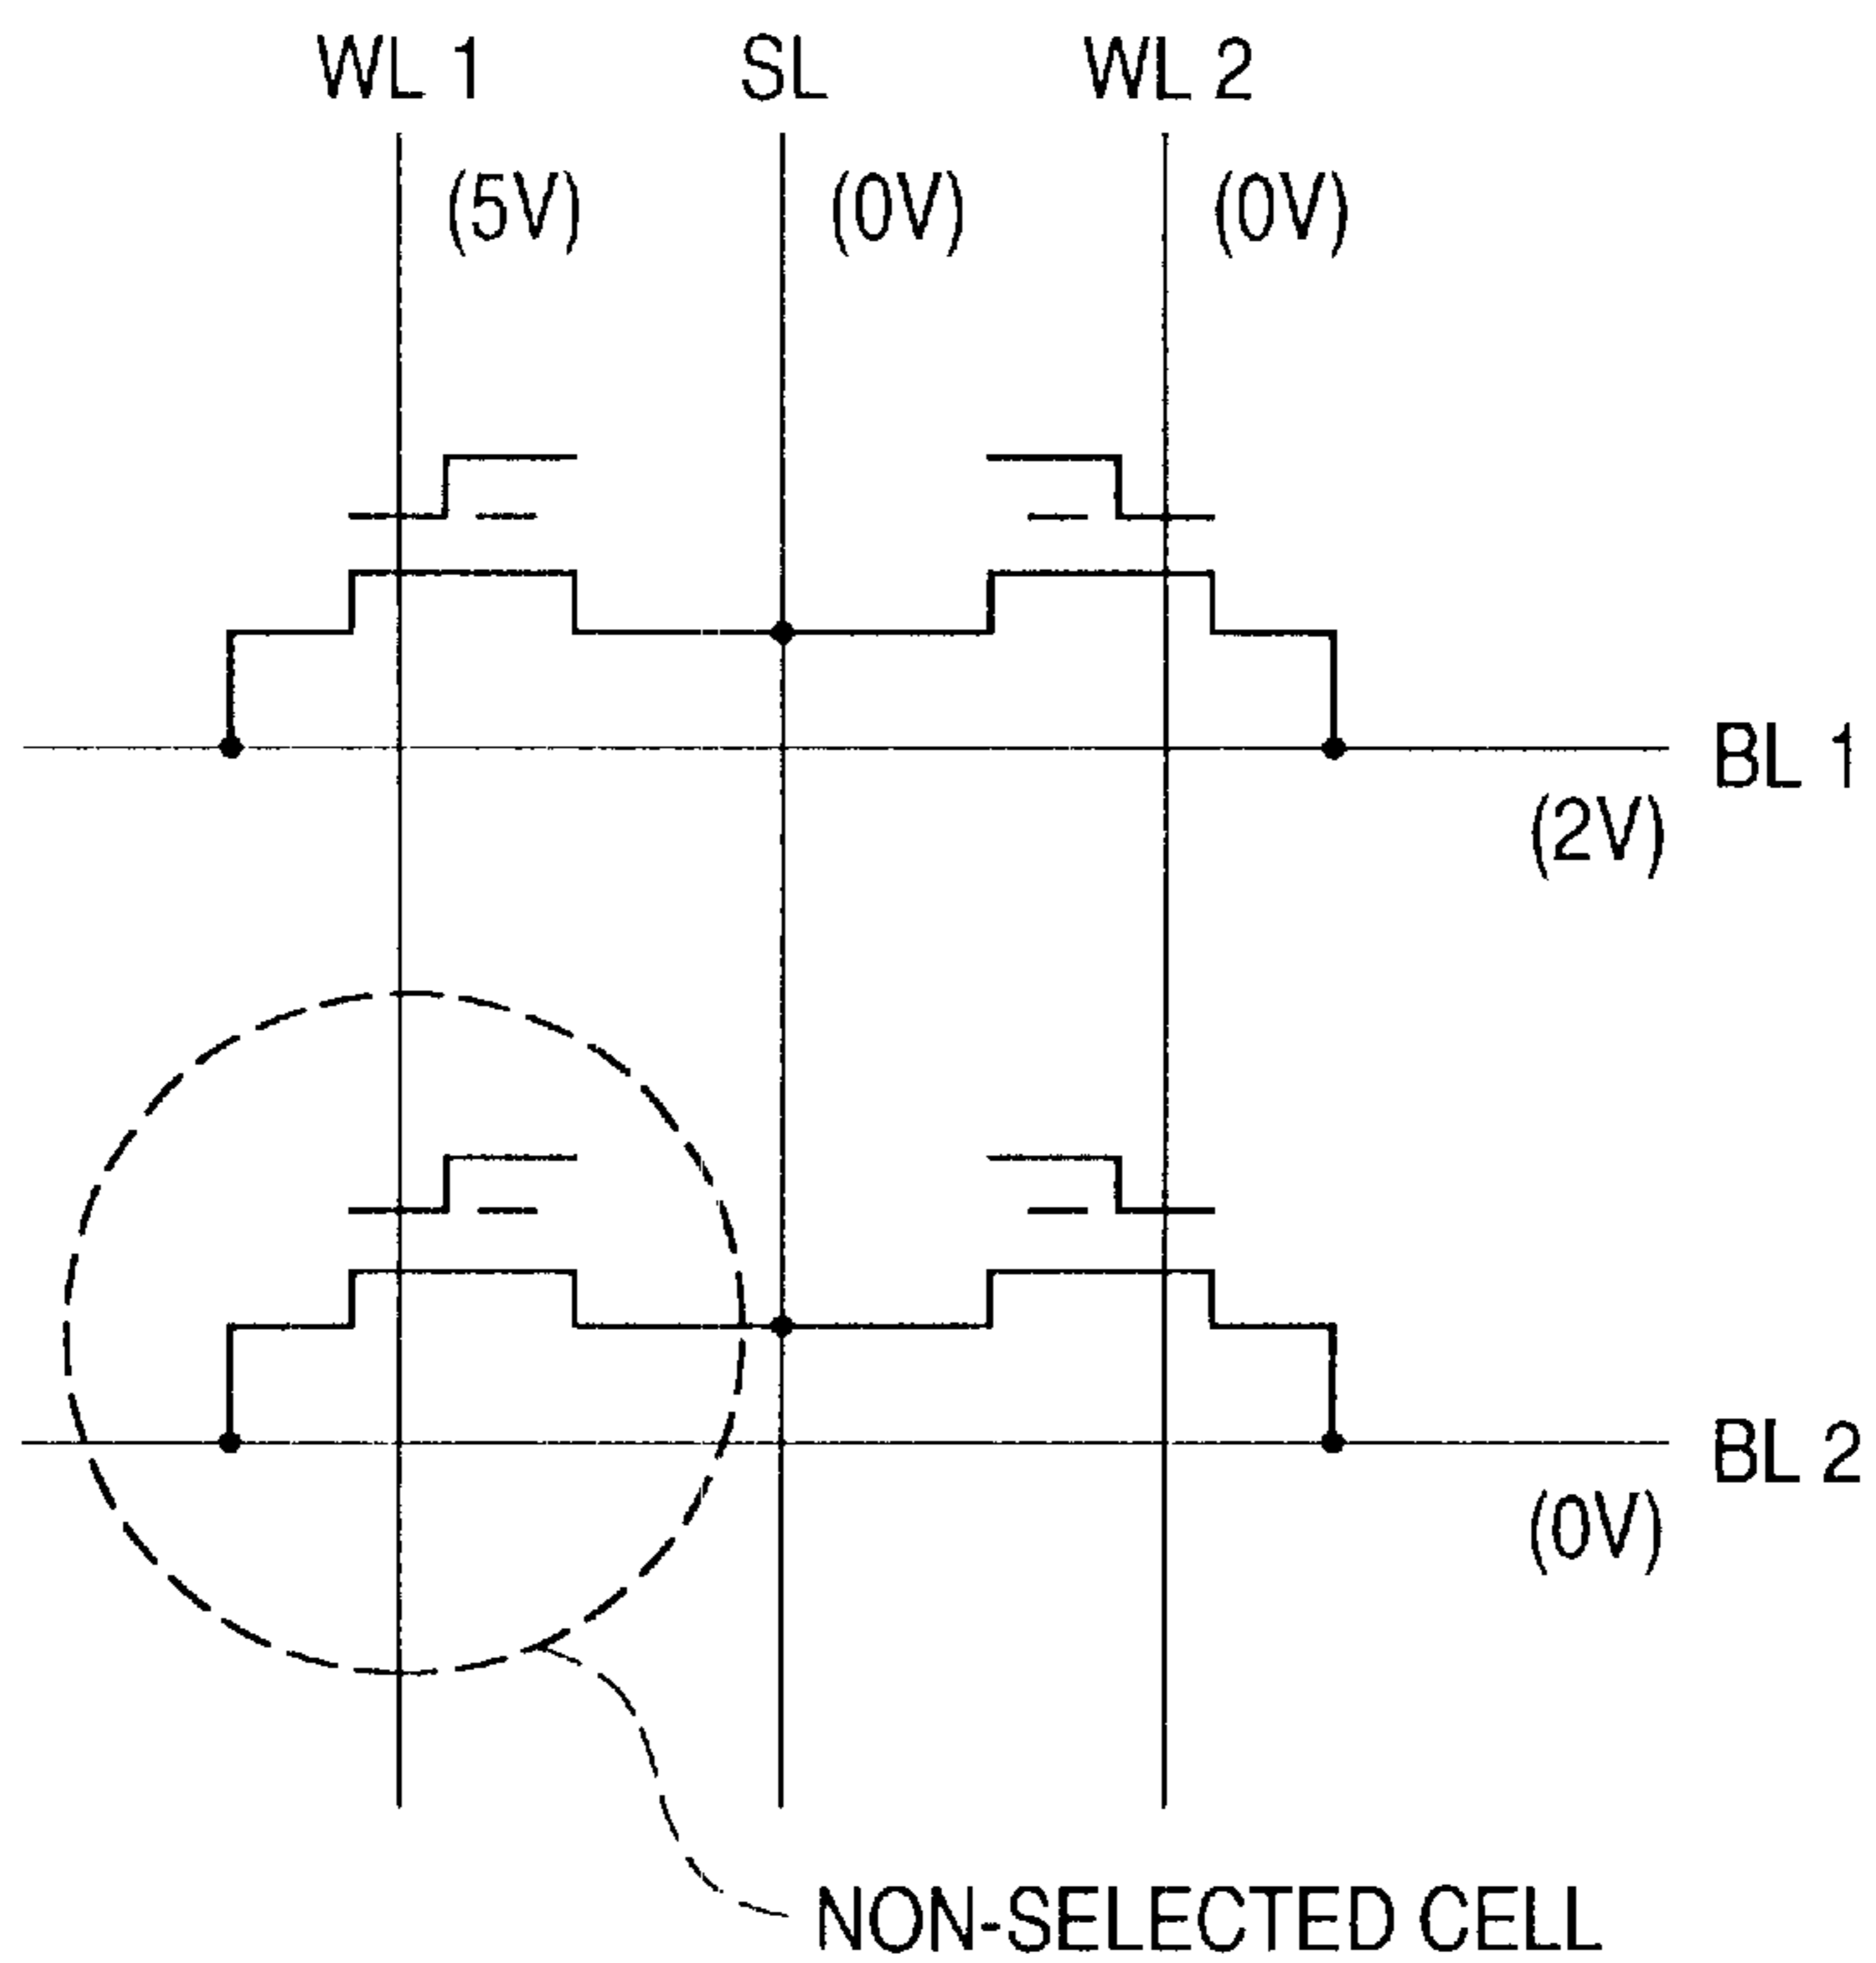 WL 1
SL
WL 2
(5V)
(0V)
(0V)
BL 1
(2V)
BL 2
(0V)
NON-SELECTED CELL